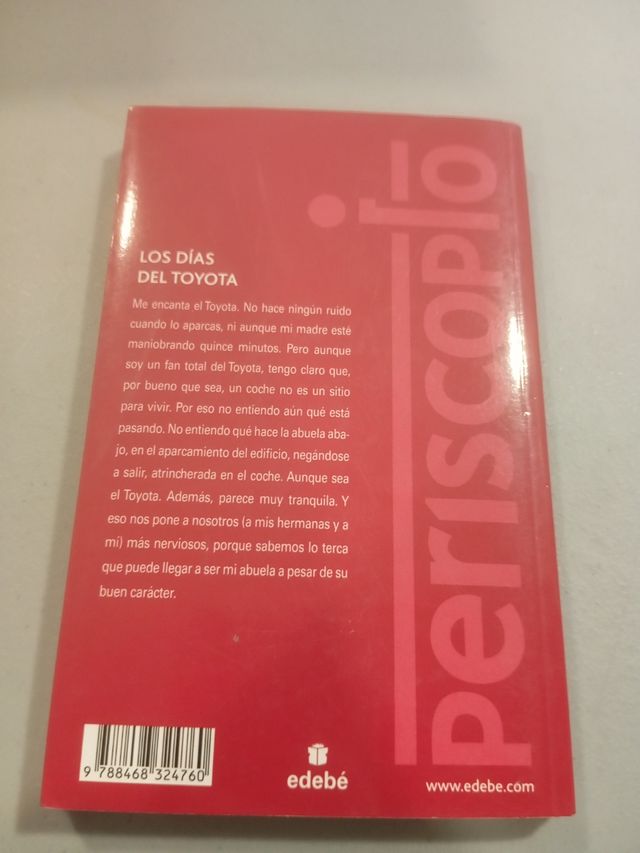 LOS DÍAS
DEL TOYOTA
Me encanta el Toyota. No hace ningún ruido
cuando lo aparcas, ni aunque mi madre esté
maniobrando quince minutos. Pero aunque
soy un fan total del Toyota, tengo claro que,
por bueno que sea, un coche no es un sitio
para vivir. Por eso no entiendo aún qué está
pasando. No entiendo qué hace la abuela aba-
jo, en el aparcamiento del edificio, negándose
a salir, atrincherada en el coche. Aunque sea
el Toyota. Además, parece muy tranquila. Y
eso nos pone a nosotros (a mis hermanas y a
mí) más nerviosos, porque sabemos lo terca
que puede llegar a ser mi abuela a pesar de su
buen carácter.
periscopio
9 788468 324760
edebé
www.edebe.com